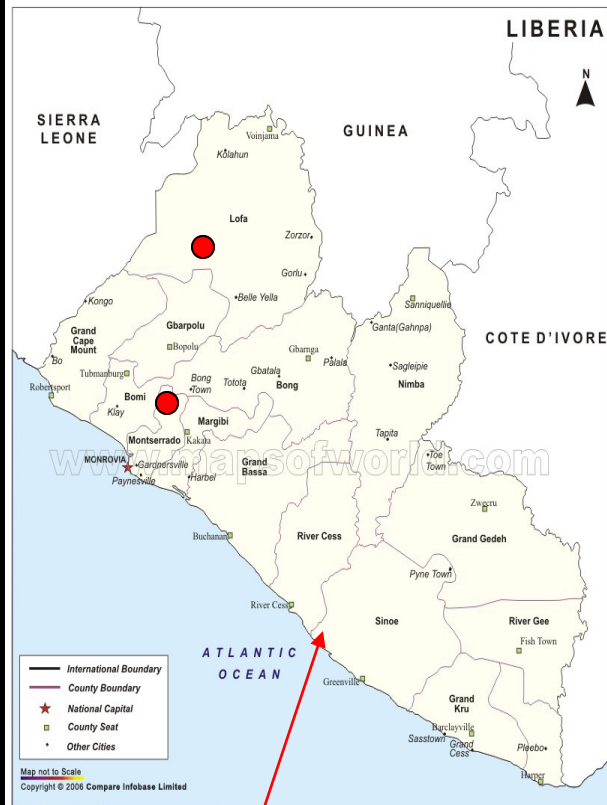 LIBERIA
N
SIERRA
LEONE
GUINEA
Voinjama
Kolahun
Lofa
Zorzor
Gorlu
Belle Yella
Kongo
Sanniquellie
Grand
Cape
Mount
Gbarpolu
Bopolu
Ganta(Gahnpa)
COTE D'IVORE
Bo
Gbarnga
Palala
Sagleipie
Tubmanburg
Gbatala
Bong
Town
Totota
Bong
Nimba
Robertsport
Bomi
Klay
Margibi
Montserrado
Kakata
Tapita
MONROVIA
Gardnersville
Grand
Bassa
www.mapsofworld.com
Toe
Town
Paynesville
Harbel
Zwecru
Buchanan
River Cess
Grand Gedeh
Pyne Town
River Cess
Sinoe
River Gee
Fish Town
ATLANTIC
OCEAN
Greenville
Grand
Kru
Barclayville
Sasstown
Grand
Cess
Pleebo
Harper
International Boundary
County Boundary
National Capital
County Seat
Other Cities
Map not to Scale
Copyright © 2006 Compare Infobase Limited